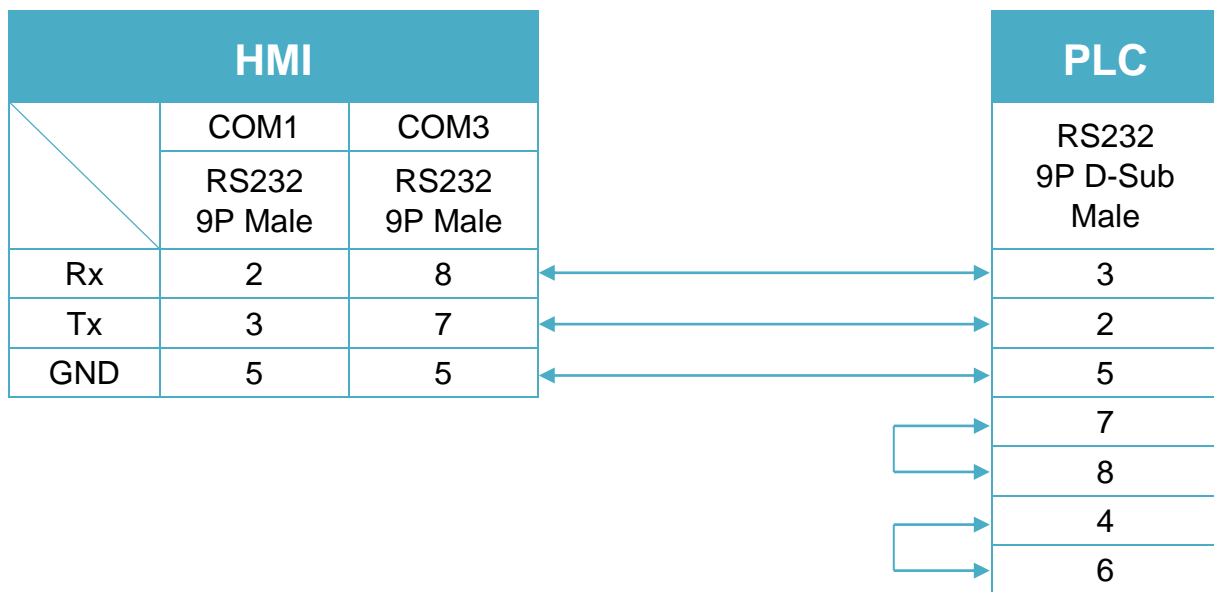 HMI
PLC
COM1 COM3
RS232
9P D-Sub
Male
RS232 RS232
9P Male 9P Male
Rx 2 8 3
Tx 3 7 2
GND 5 5 5
7
8
4
6